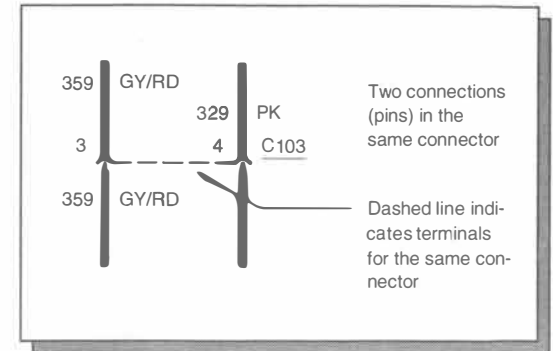 359 GY/RD
329 PK
3 4 C103
359 GY/RD
Two connections
(pins) in the
same connector
Dashed line indi-
cates terminals
for the same con-
nector